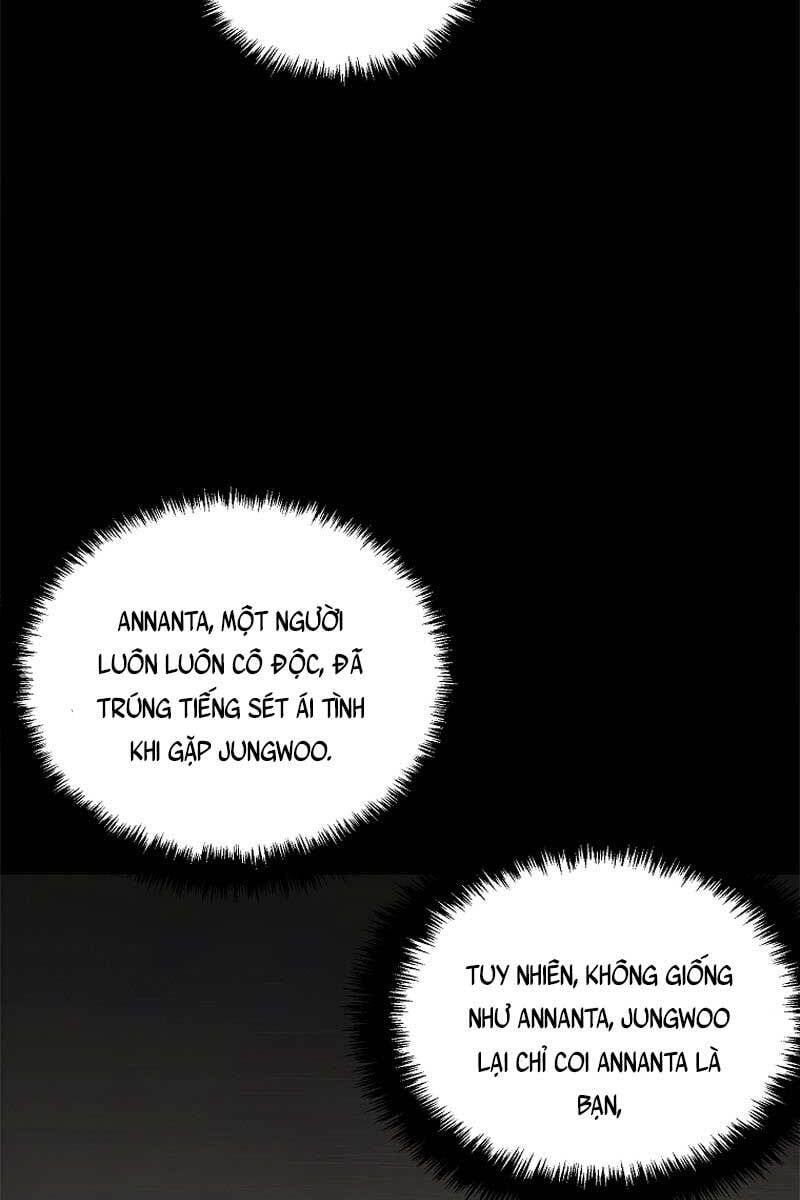 ANNANTA, MỘT NGƯỜI
LUÔN LUÔN CÔ ĐỘC, ĐÃ
TRÚNG TIẾNG SÉT ÁI TÌNH
KHI GẶP JUNGWOO.
TUY NHIÊN, KHÔNG GIỐNG
NHƯ ANNANTA, JUNGWOO
LẠI CHỈ COI ANNANTA LÀ
BẠN,